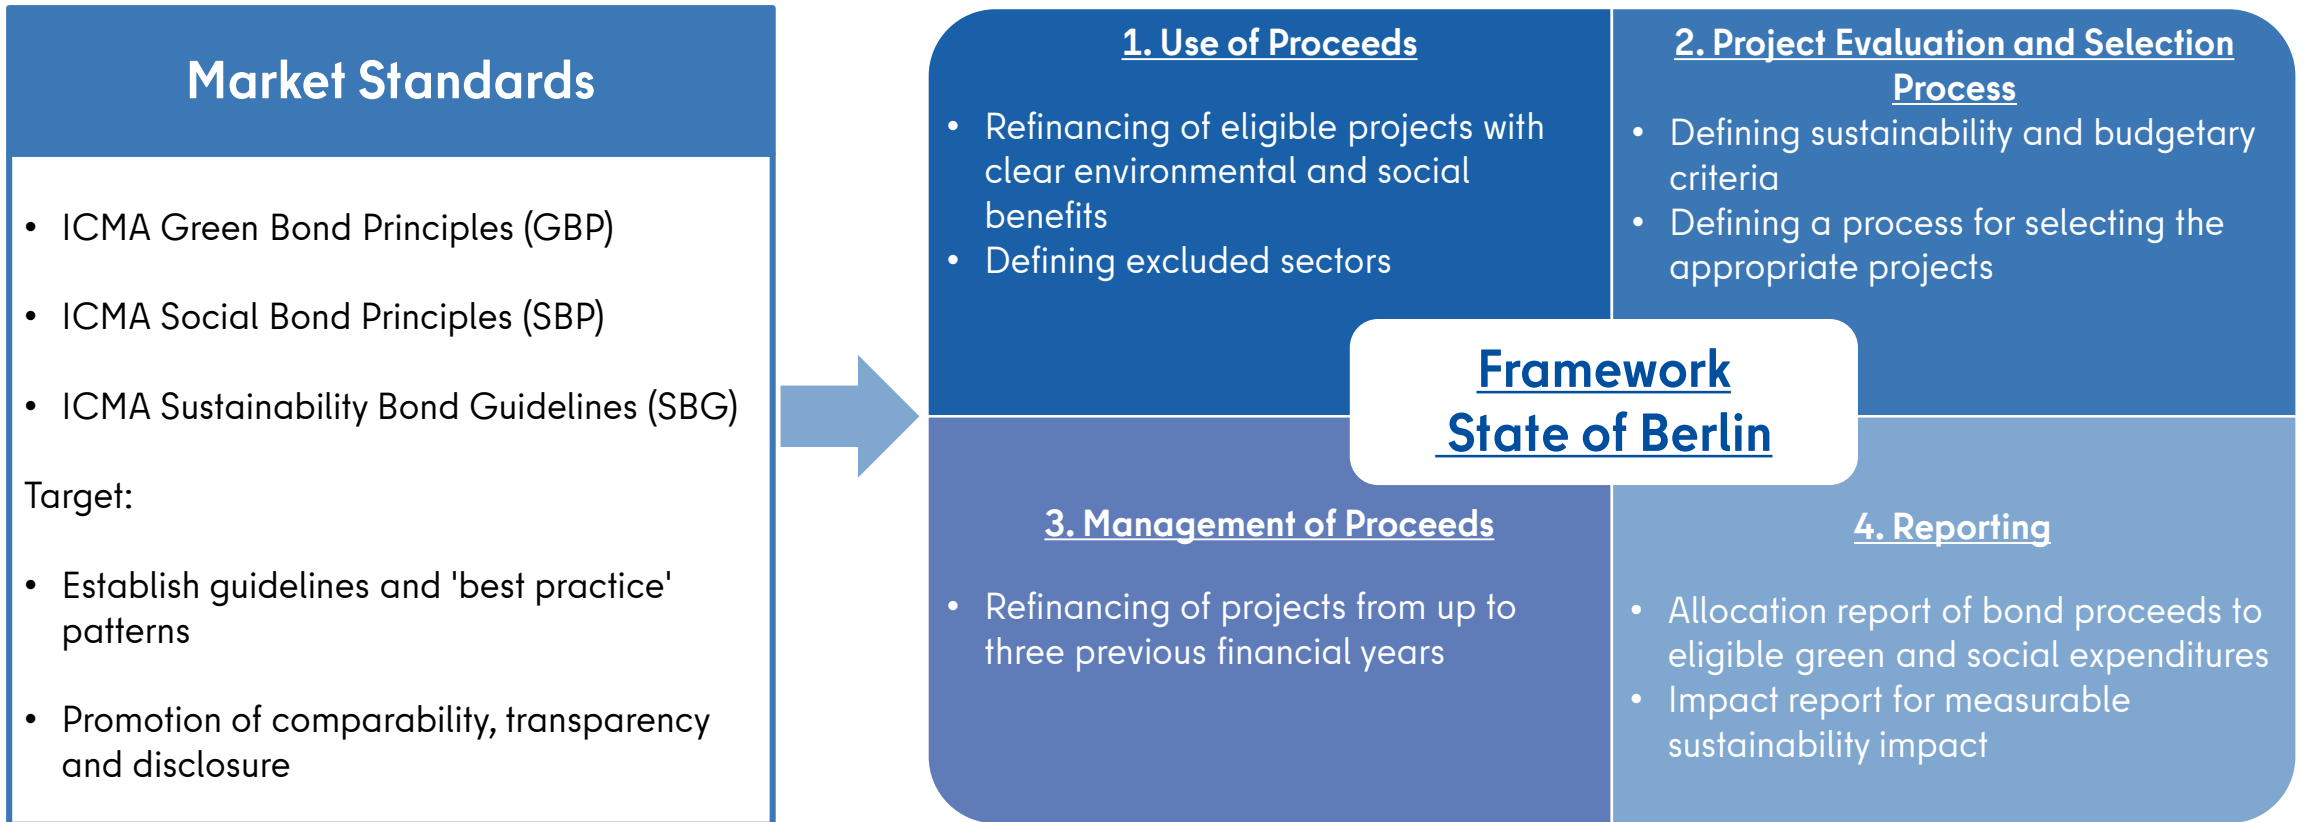 Market Standards
• ICMA Green Bond Principles (GBP)
• ICMA Social Bond Principles (SBP)
• ICMA Sustainability Bond Guidelines (SBG)
Target:
• Establish guidelines and 'best practice'
patterns
• Promotion of comparability, transparency
and disclosure
1. Use of Proceeds
• Refinancing of eligible projects with
clear environmental and social
benefits
• Defining excluded sectors
2. Project Evaluation and Selection
Process
• Defining sustainability and budgetary
criteria
• Defining a process for selecting the
appropriate projects
Framework
State of Berlin
3. Management of Proceeds
• Refinancing of projects from up to
three previous financial years
4. Reporting
• Allocation report of bond proceeds to
eligible green and social expenditures
• Impact report for measurable
sustainability impact